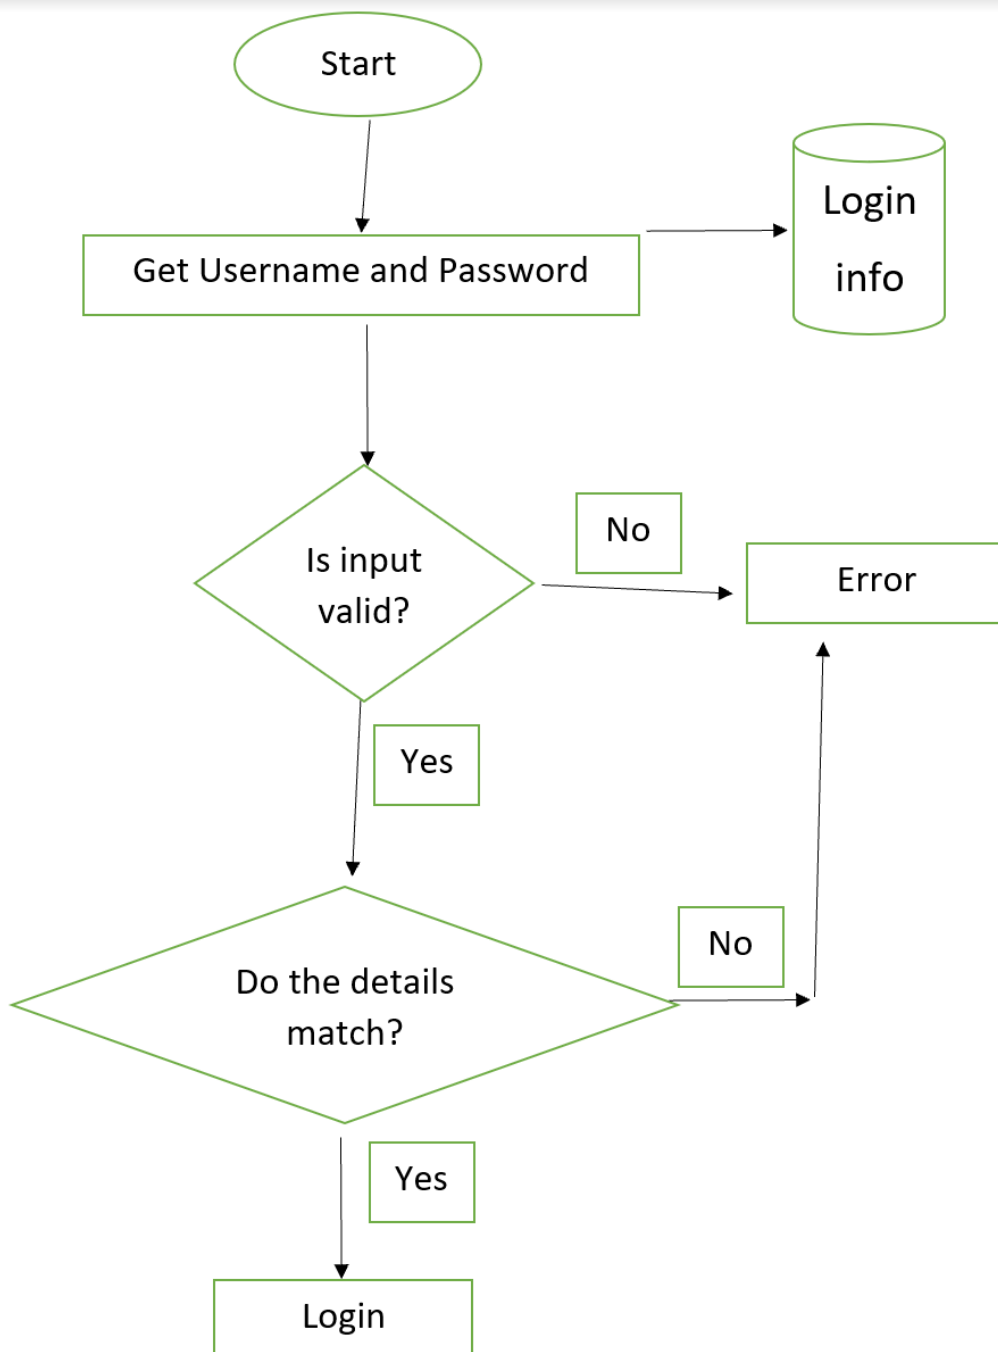 Start
Login
info
Get Username and Password
No
Is input
valid?
Error
Yes
Do the details
match?
No
Yes
Login